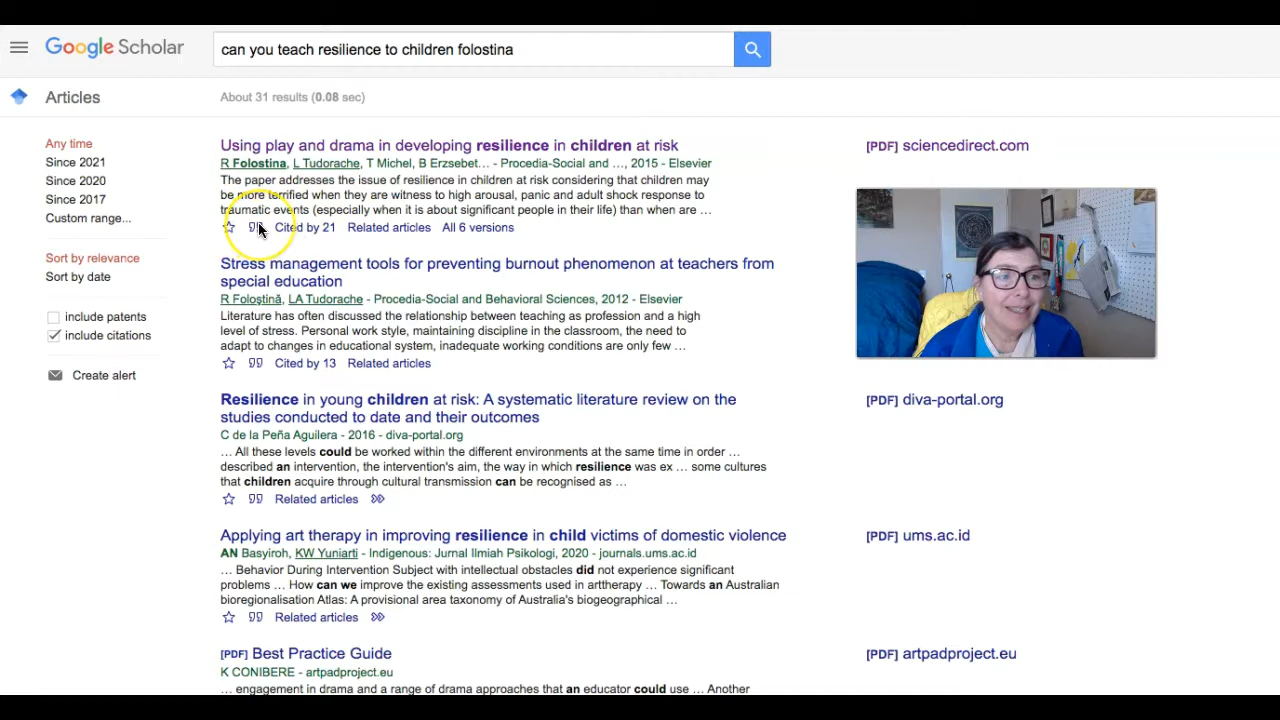 Google Scholar
can you teach resilience to children folostina
Articles
About 31 results (0.08 sec)
Any time
Since 2021
Since 2020
Since 2017
Custom range...
Sort by relevance
Sort by date
include patents
include citations
Create alert
Using play and drama in developing resilience in children at risk
R Folostina, L Tudorache, T Michel, B Erzsebet… - Procedia-Social and …, 2015 - Elsevier
The paper addresses the issue of resilience in children at risk considering that children may
be more terrified when they are witness to high arousal, panic and adult shock response to
traumatic events (especially when it is about significant people in their life) than when are …
Cited by 21 Related articles All 6 versions
[PDF] sciencedirect.com
Stress management tools for preventing burnout phenomenon at teachers from
special education
R Foloştină, LA Tudorache - Procedia-Social and Behavioral Sciences, 2012 - Elsevier
Literature has often discussed the relationship between teaching as profession and a high
level of stress. Personal work style, maintaining discipline in the classroom, the need to
adapt to changes in educational system, inadequate working conditions are only few …
Cited by 13 Related articles
Resilience in young children at risk: A systematic literature review on the
studies conducted to date and their outcomes
C de la Peña Aguilera - 2016 - diva-portal.org
… All these levels could be worked within the different environments at the same time in order …
described an intervention, the intervention's aim, the way in which resilience was ex … some cultures
that children acquire through cultural transmission can be recognised as …
Related articles
[PDF] diva-portal.org
Applying art therapy in improving resilience in child victims of domestic violence
AN Basyiroh, KW Yuniarti - Indigenous: Jurnal Ilmiah Psikologi, 2020 - journals.ums.ac.id
… Behavior During Intervention Subject with intellectual obstacles did not experience significant
problems … How can we improve the existing assessments used in arttherapy … Towards an Australian
bioregionalisation Atlas: A provisional area taxonomy of Australia's biogeographical …
Related articles
[PDF] ums.ac.id
[PDF] Best Practice Guide
K CONIBERE - artpadproject.eu
… engagement in drama and a range of drama approaches that an educator could use … Another
[PDF] artpadproject.eu